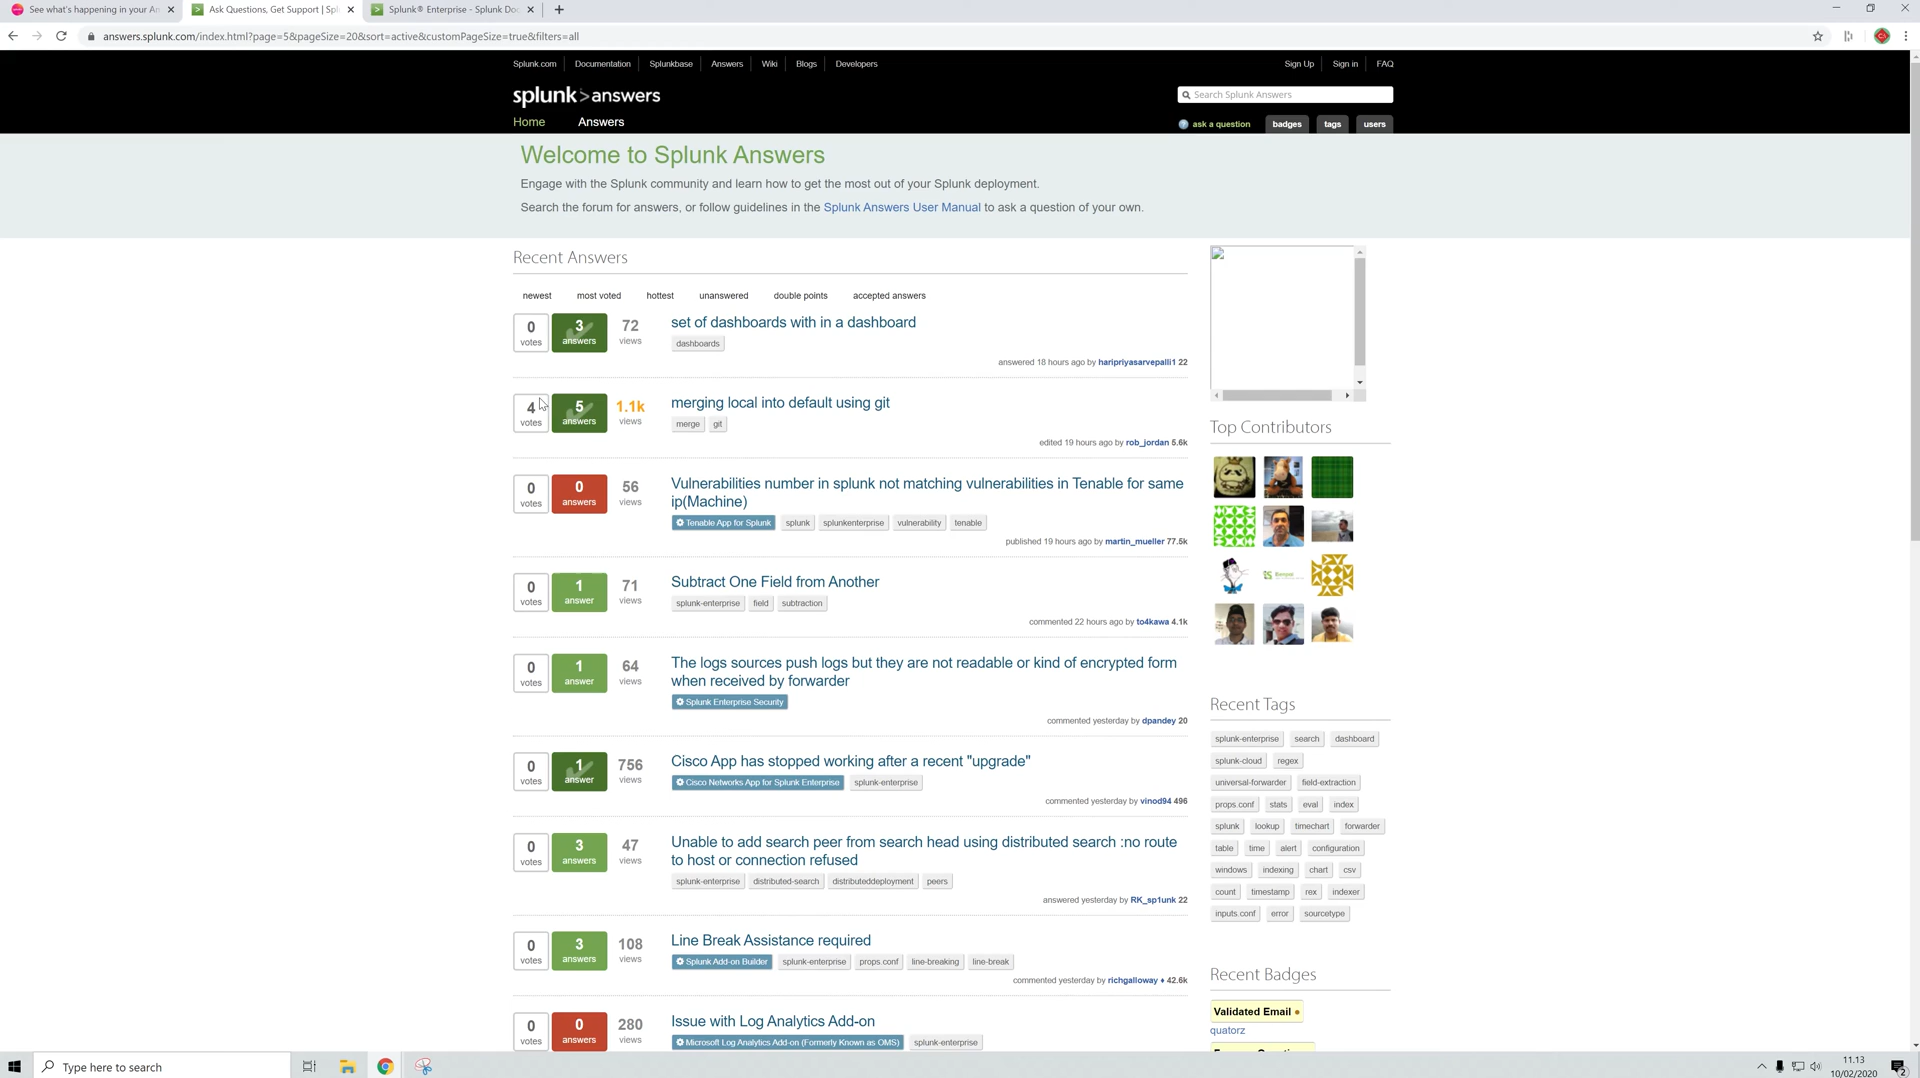 See what's happening in your An
Ask Questions, Get Support | Spl
Splunk® Enterprise - Splunk Doc
answers.splunk.com/index.html?page=5&pageSize=20&sort=active&customPageSize=true&filters=all
Splunk.com Documentation Splunkbase Answers Wiki Blogs Developers
Sign Up Sign in FAQ
splunk>answers
Search Splunk Answers
Home Answers
ask a question badges tags users
Welcome to Splunk Answers
Engage with the Splunk community and learn how to get the most out of your Splunk deployment.
Search the forum for answers, or follow guidelines in the Splunk Answers User Manual to ask a question of your own.
Recent Answers
newest most voted hottest unanswered double points accepted answers
0 votes 3 answers 72 views
set of dashboards with in a dashboard
dashboards
answered 18 hours ago by haripriyasarvepalli1 22
4 votes 5 answers 1.1k views
merging local into default using git
merge git
edited 19 hours ago by rob_jordan 5.6k
0 votes 0 answers 56 views
Vulnerabilities number in splunk not matching vulnerabilities in Tenable for same
ip(Machine)
Tenable App for Splunk splunk splunkenterprise vulnerability tenable
published 19 hours ago by martin_mueller 77.5k
0 votes 1 answer 71 views
Subtract One Field from Another
splunk-enterprise field subtraction
commented 22 hours ago by to4kawa 4.1k
0 votes 1 answer 64 views
The logs sources push logs but they are not readable or kind of encrypted form
when received by forwarder
Splunk Enterprise Security
commented yesterday by dpandey 20
0 votes 1 answer 756 views
Cisco App has stopped working after a recent "upgrade"
Cisco Networks App for Splunk Enterprise splunk-enterprise
commented yesterday by vinod94 496
0 votes 3 answers 47 views
Unable to add search peer from search head using distributed search :no route
to host or connection refused
splunk-enterprise distributed-search distributeddeployment peers
answered yesterday by RK_sp1unk 22
0 votes 3 answers 108 views
Line Break Assistance required
Splunk Add-on Builder splunk-enterprise props.conf line-breaking line-break
commented yesterday by richgalloway ♦ 42.6k
0 votes 0 answers 280 views
Issue with Log Analytics Add-on
Microsoft Log Analytics Add-on (Formerly Known as OMS) splunk-enterprise
Top Contributors
Recent Tags
splunk-enterprise search dashboard
splunk-cloud regex
universal-forwarder field-extraction
props.conf stats eval index
splunk lookup timechart forwarder
table time alert configuration
windows indexing chart csv
count timestamp rex indexer
inputs.conf error sourcetype
Recent Badges
Validated Email ●
quatorz
Type here to search
11.13
10/02/2020
2